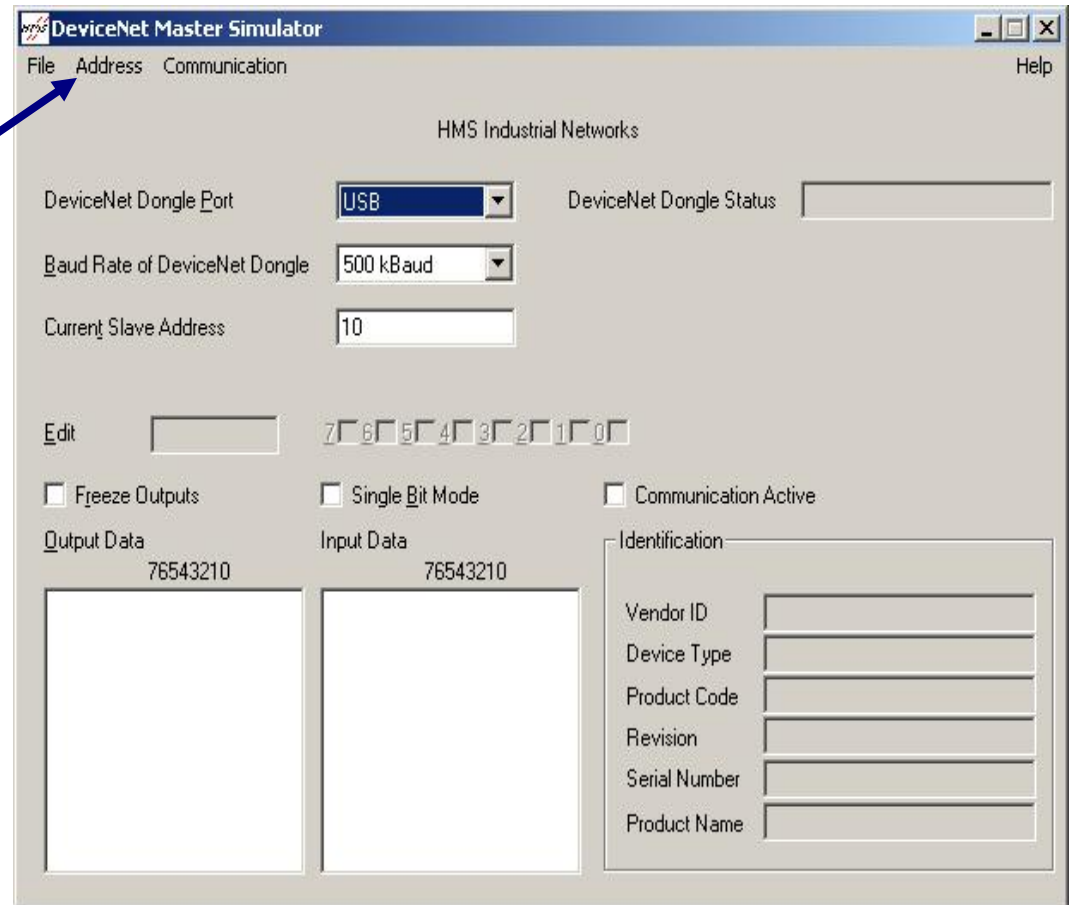 HMS DeviceNet Master Simulator
File Address Communication Help
HMS Industrial Networks
DeviceNet Dongle Port USB DeviceNet Dongle Status
Baud Rate of DeviceNet Dongle 500 kBaud
Current Slave Address 10
Edit 7 6 5 4 3 2 1 0
Freeze Outputs Single Bit Mode Communication Active
Output Data Input Data Identification
76543210 76543210
Vendor ID
Device Type
Product Code
Revision
Serial Number
Product Name